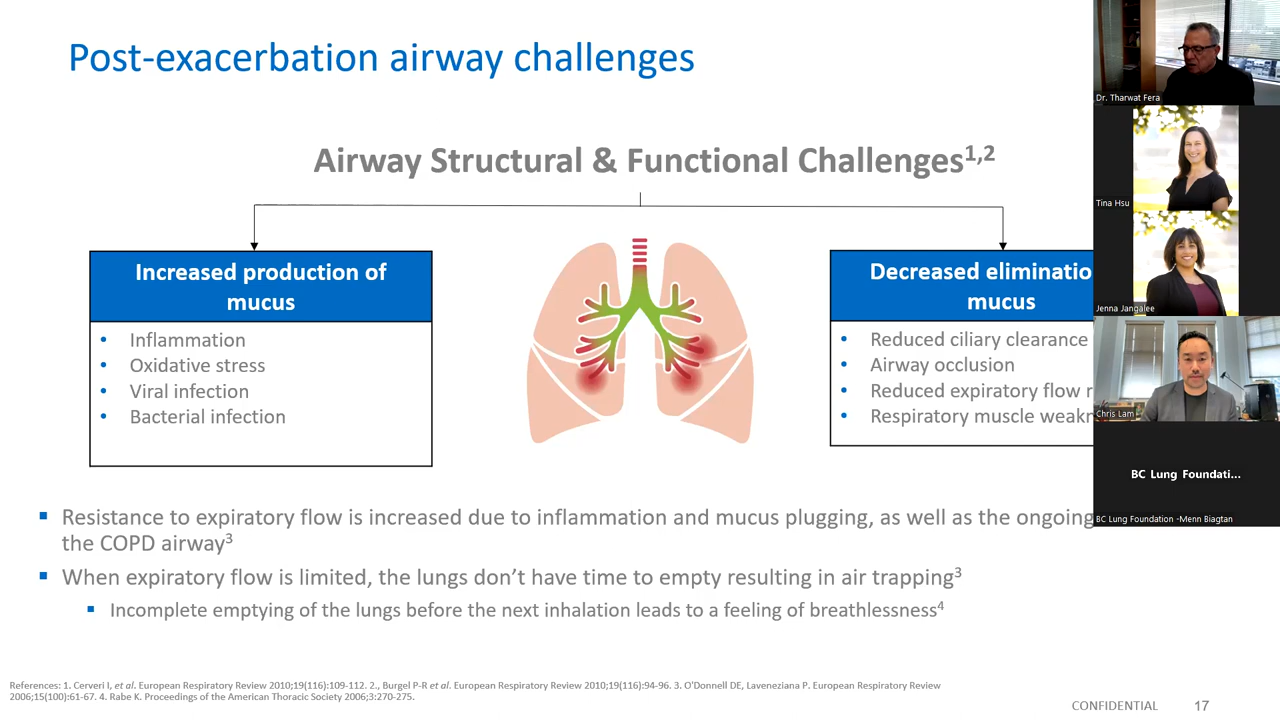 Post-exacerbation airway challenges
Airway Structural & Functional Challenges1,2
Increased production of
mucus
• Inflammation
• Oxidative stress
• Viral infection
• Bacterial infection
Decreased eliminatio
mucus
• Reduced ciliary clearance
• Airway occlusion
• Reduced expiratory flow r
• Respiratory muscle weak
▪ Resistance to expiratory flow is increased due to inflammation and mucus plugging, as well as the ongoing
the COPD airway3
▪ When expiratory flow is limited, the lungs don't have time to empty resulting in air trapping3
▪ Incomplete emptying of the lungs before the next inhalation leads to a feeling of breathlessness4
References: 1. Cerveri I, et al. European Respiratory Review 2010;19(116):109-112. 2., Burgel P-R et al. European Respiratory Review 2010;19(116):94-96. 3. O'Donnell DE, Laveneziana P. European Respiratory Review
2006;15(100):61-67. 4. Rabe K. Proceedings of the American Thoracic Society 2006;3:270-275.
CONFIDENTIAL 17
Dr. Tharwat Fera
Tina Hsu
Jenna Jangalee
Chris Lam
BC Lung Foundati...
BC Lung Foundation -Menn Biagtan